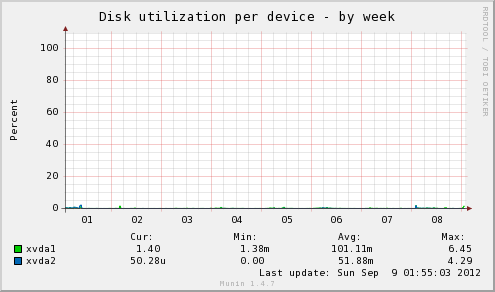 Disk utilization per device - by week
RRDTOOL / TOBI OETIKER
Percent
100
80
60
40
20
0
01 02 03 04 05 06 07 08
Cur: Min: Avg: Max:
xvda1 1.40 1.38m 101.11m 6.45
xvda2 50.28u 0.00 51.88m 4.29
Last update: Sun Sep 9 01:55:03 2012
Munin 1.4.7